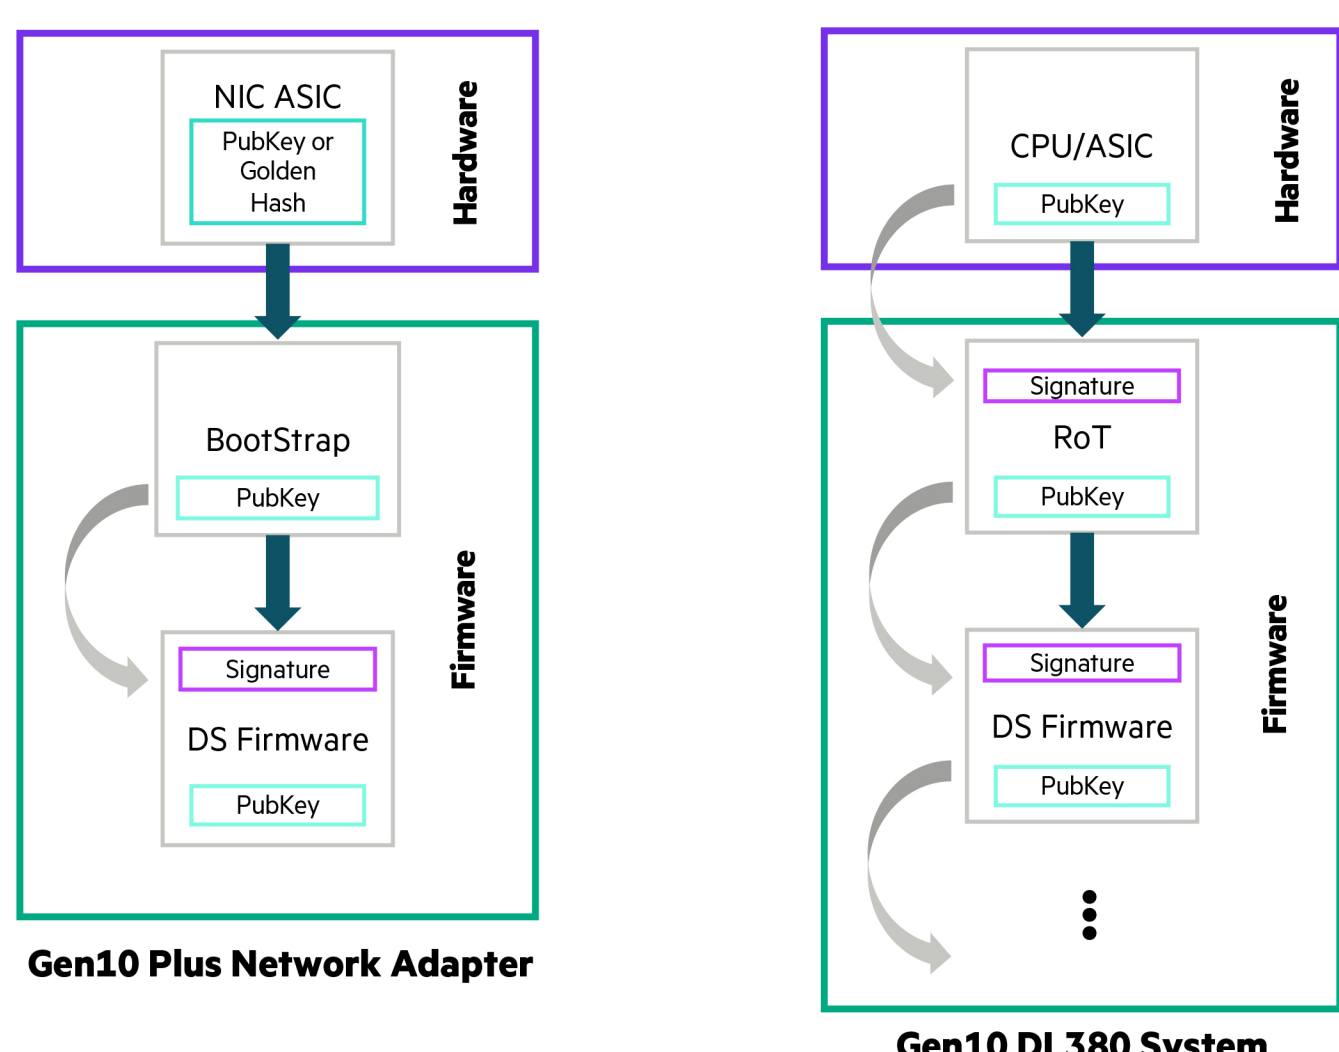 NIC ASIC
PubKey or
Golden
Hash
Hardware
BootStrap
PubKey
Signature
DS Firmware
PubKey
Firmware
Gen10 Plus Network Adapter
CPU/ASIC
PubKey
Hardware
Signature
RoT
PubKey
Signature
DS Firmware
PubKey
Firmware
Gen10 DL380 System